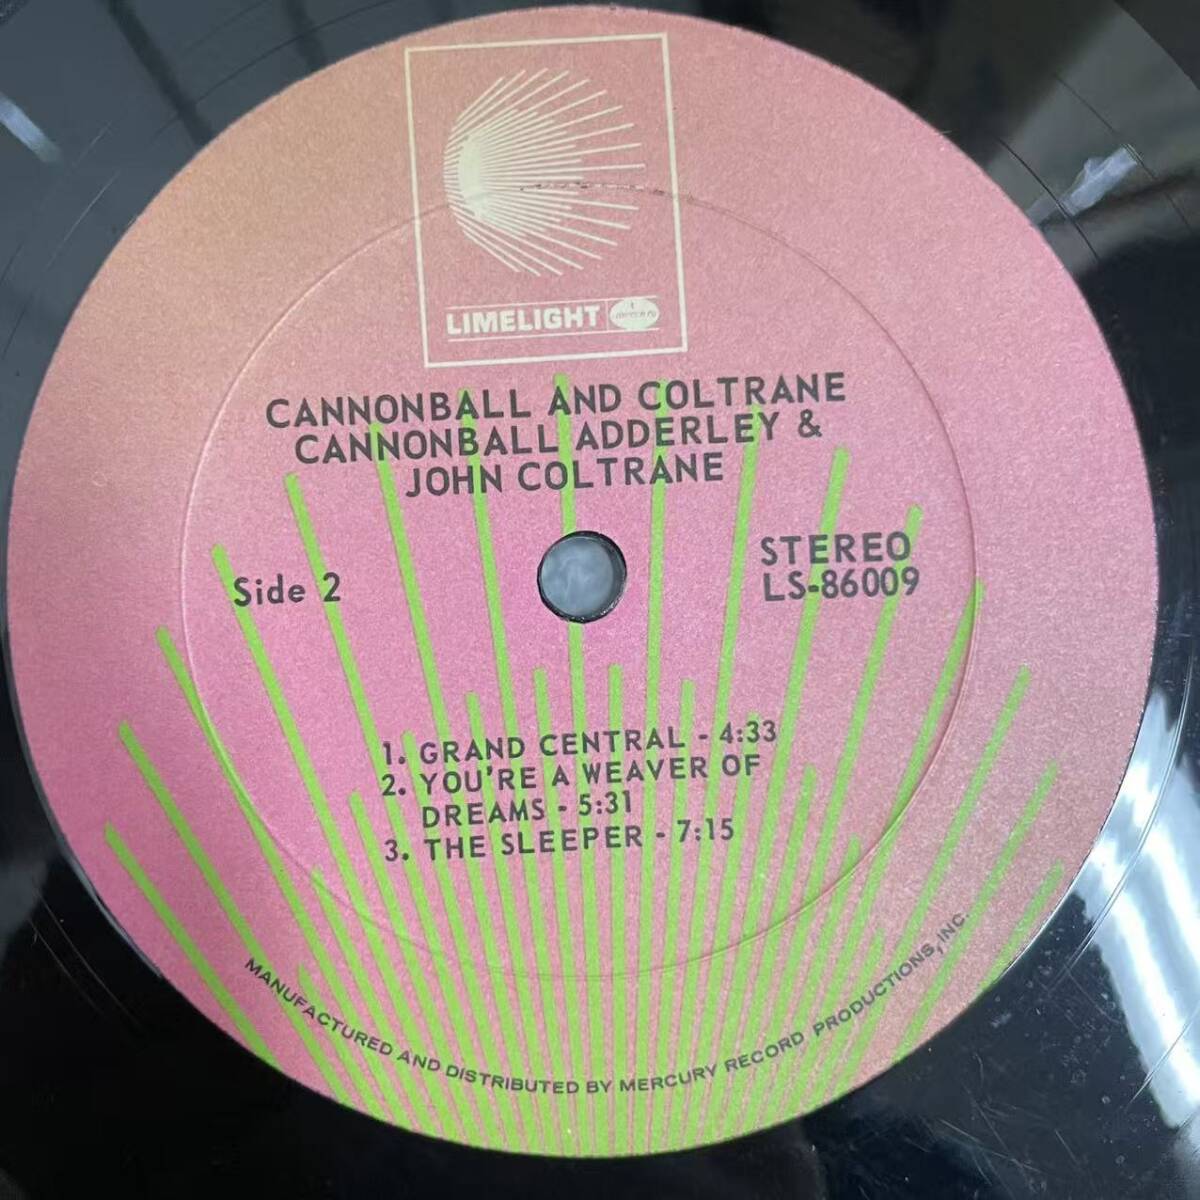 LIMELIGHT
CANNONBALL AND COLTRANE
CANNONBALL ADDERLEY &
JOHN COLTRANE
Side 2
STEREO
LS-86009
1. GRAND CENTRAL - 4:33
2. YOU'RE A WEAVER OF
DREAMS - 5:31
3. THE SLEEPER - 7:15
MANUFACTURED AND DISTRIBUTED BY MERCURY RECORD PRODUCTIONS, INC.